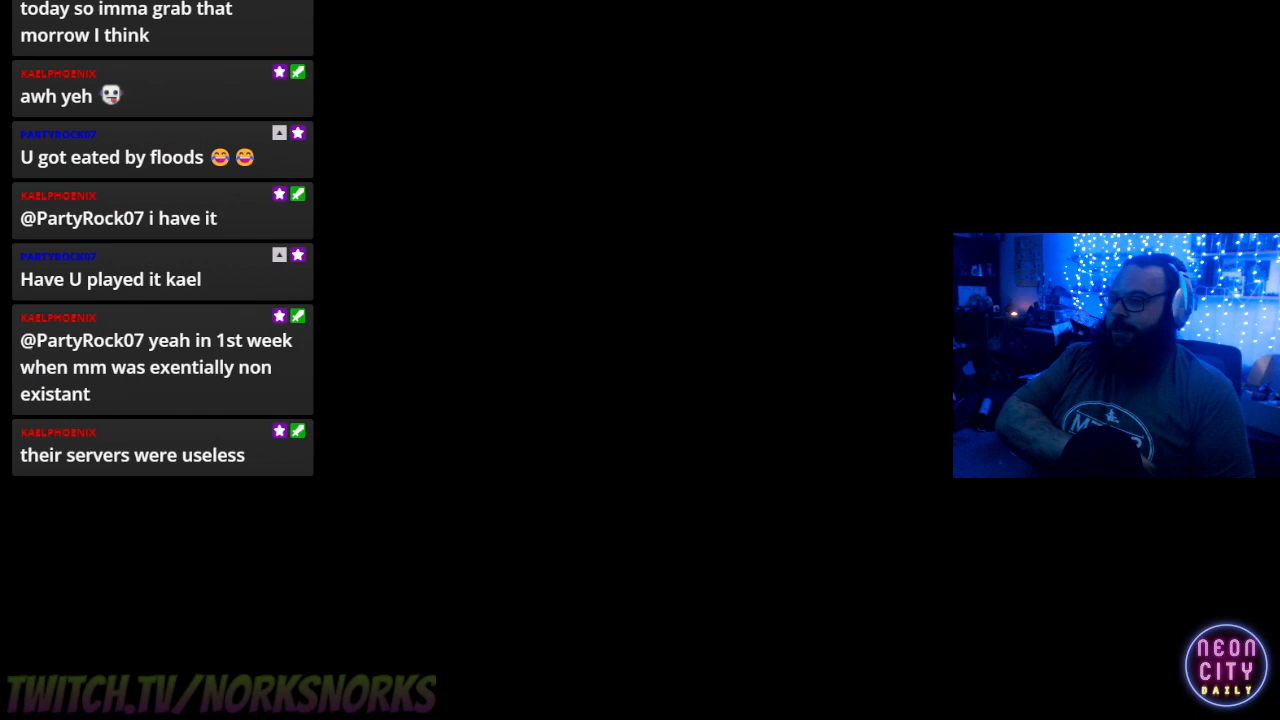 today so imma grab that
morrow I think
KAELPHOENIX
awh yeh
PARTYROCK07
U got eated by floods
KAELPHOENIX
@PartyRock07 i have it
PARTYROCK07
Have U played it kael
KAELPHOENIX
@PartyRock07 yeah in 1st week
when mm was exentially non
existant
KAELPHOENIX
their servers were useless
NEON
CITY
DAILY
TWITCH.TV/NORKSNORKS